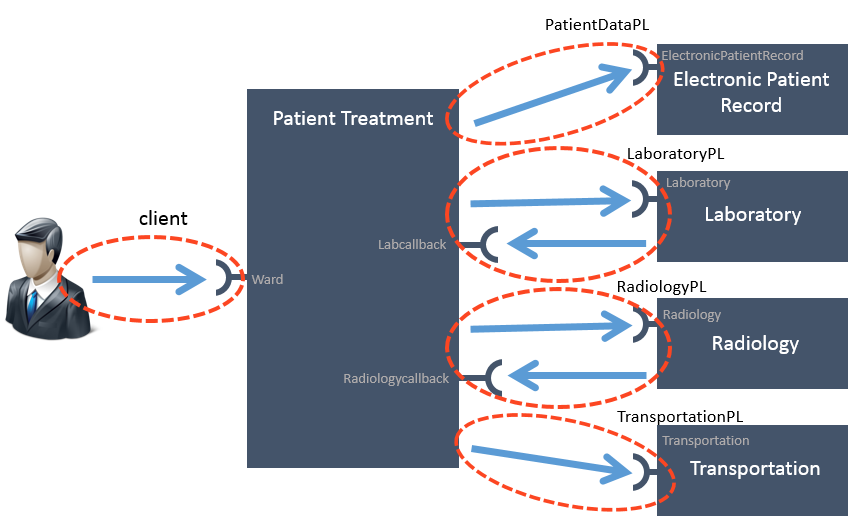 PatientDataPL
ElectronicPatientRecord
Electronic Patient
Record
Patient Treatment
LaboratoryPL
Laboratory
Laboratory
client
Labcallback
Ward
RadiologyPL
Radiology
Radiology
Radiologycallback
TransportationPL
Transportation
Transportation